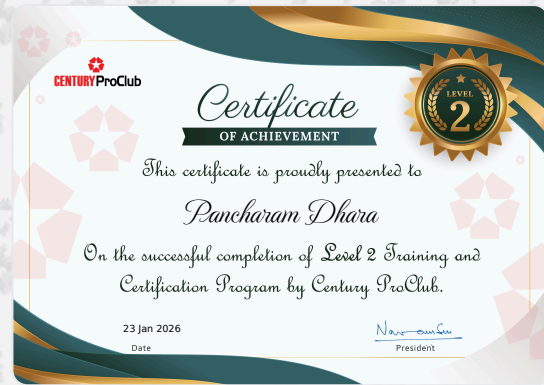 CENTURY ProClub
LEVEL
2
Certificate
OF ACHIEVEMENT
This certificate is proudly presented to
Pancharam Dhara
On the successful completion of Level 2 Training and
Certification Program by Century ProClub.
23 Jan 2026
Date
President